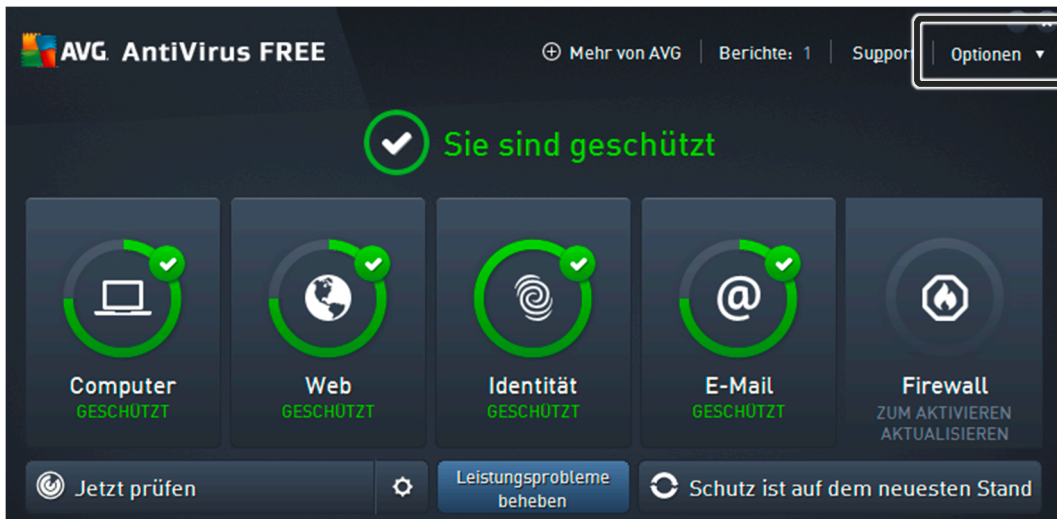 AVG. AntiVirus FREE
Mehr von AVG
Berichte: 1
Support
Optionen
Sie sind geschützt
Computer
GESCHÜTZT
Web
GESCHÜTZT
Identität
GESCHÜTZT
E-Mail
GESCHÜTZT
Firewall
ZUM AKTIVIEREN
AKTUALISIEREN
Jetzt prüfen
Leistungsprobleme
beheben
Schutz ist auf dem neuesten Stand